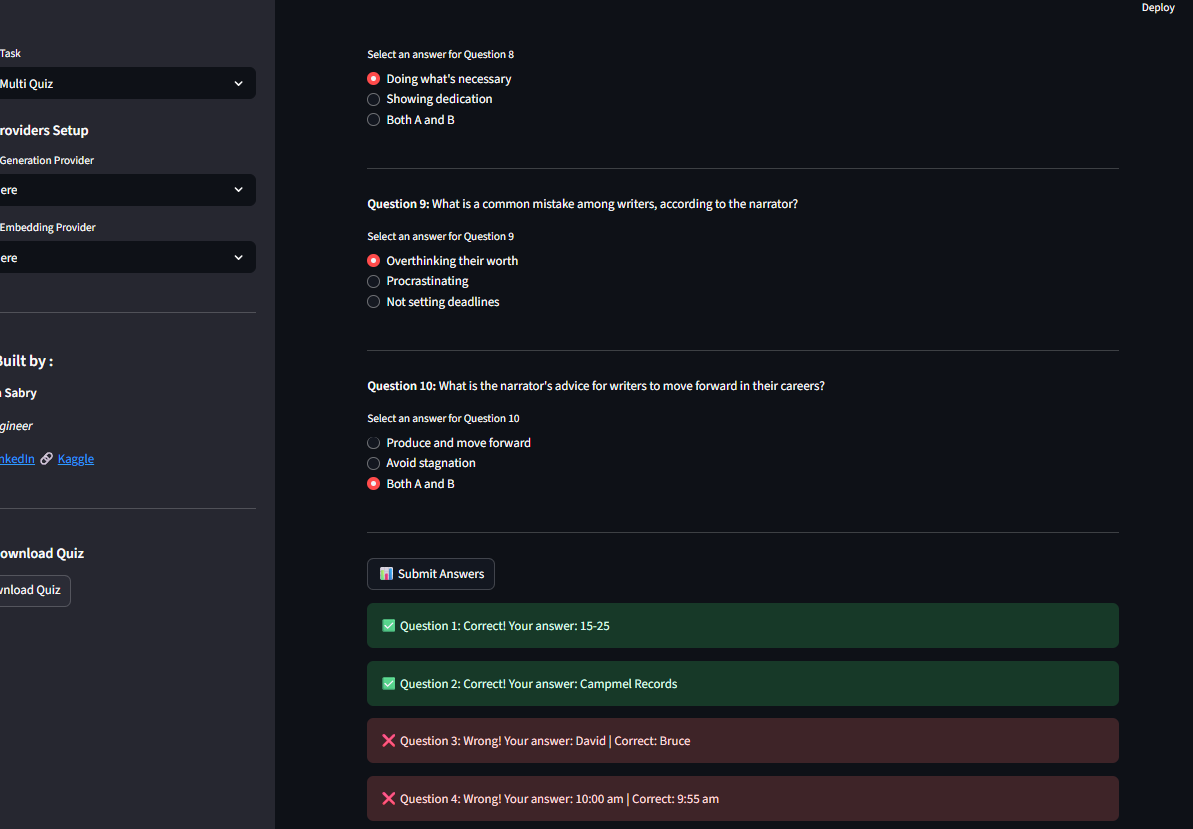 Deploy
Task
Multi Quiz
roviders Setup
Generation Provider
ere
Embedding Provider
ere
Built by :
Sabry
gineer
nkedIn 🔗 Kaggle
ownload Quiz
wnload Quiz
Select an answer for Question 8
Doing what's necessary
Showing dedication
Both A and B
Question 9: What is a common mistake among writers, according to the narrator?
Select an answer for Question 9
Overthinking their worth
Procrastinating
Not setting deadlines
Question 10: What is the narrator's advice for writers to move forward in their careers?
Select an answer for Question 10
Produce and move forward
Avoid stagnation
Both A and B
📊 Submit Answers
✅ Question 1: Correct! Your answer: 15-25
✅ Question 2: Correct! Your answer: Campmel Records
❌ Question 3: Wrong! Your answer: David | Correct: Bruce
❌ Question 4: Wrong! Your answer: 10:00 am | Correct: 9:55 am